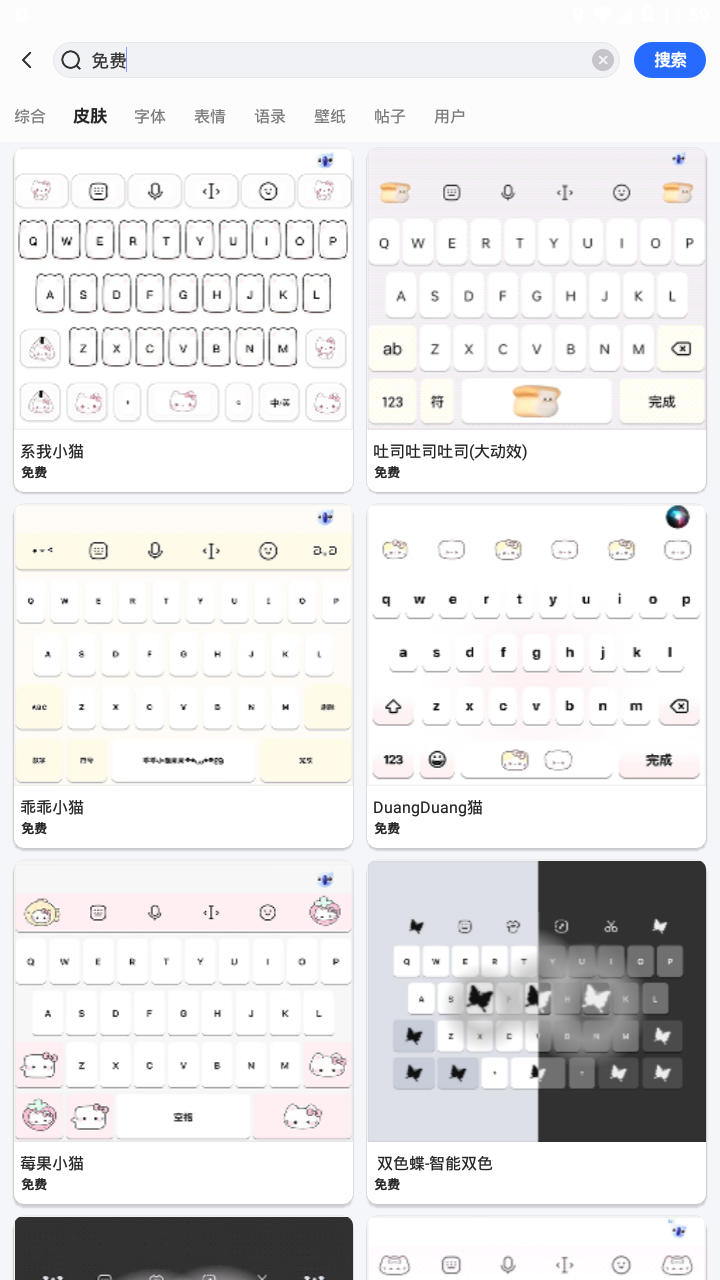 免费
搜索
综合 皮肤 字体 表情 语录 壁纸 帖子 用户
Q W E R T Y U I O P
A S D F G H J K L
Z X C V B N M
中/英
系我小猫
免费
Q W E R T Y U I O P
A S D F G H J K L
ab Z X C V B N M
123 符 完成
吐司吐司吐司(大动效)
免费
Q W E R T Y U I O P
A S D F G H J K L
ABC Z X C V B N M
乖乖小猫
免费
q w e r t y u i o p
a s d f g h j k l
z x c v b n m
123 完成
DuangDuang猫
免费
Q W E R T Y U I O P
A S D F G H J K L
Z X C V B N M
空格
莓果小猫
免费
Q W E R T Y U I O P
A S F H K L
Z X C B N M
双色蝶-智能双色
免费